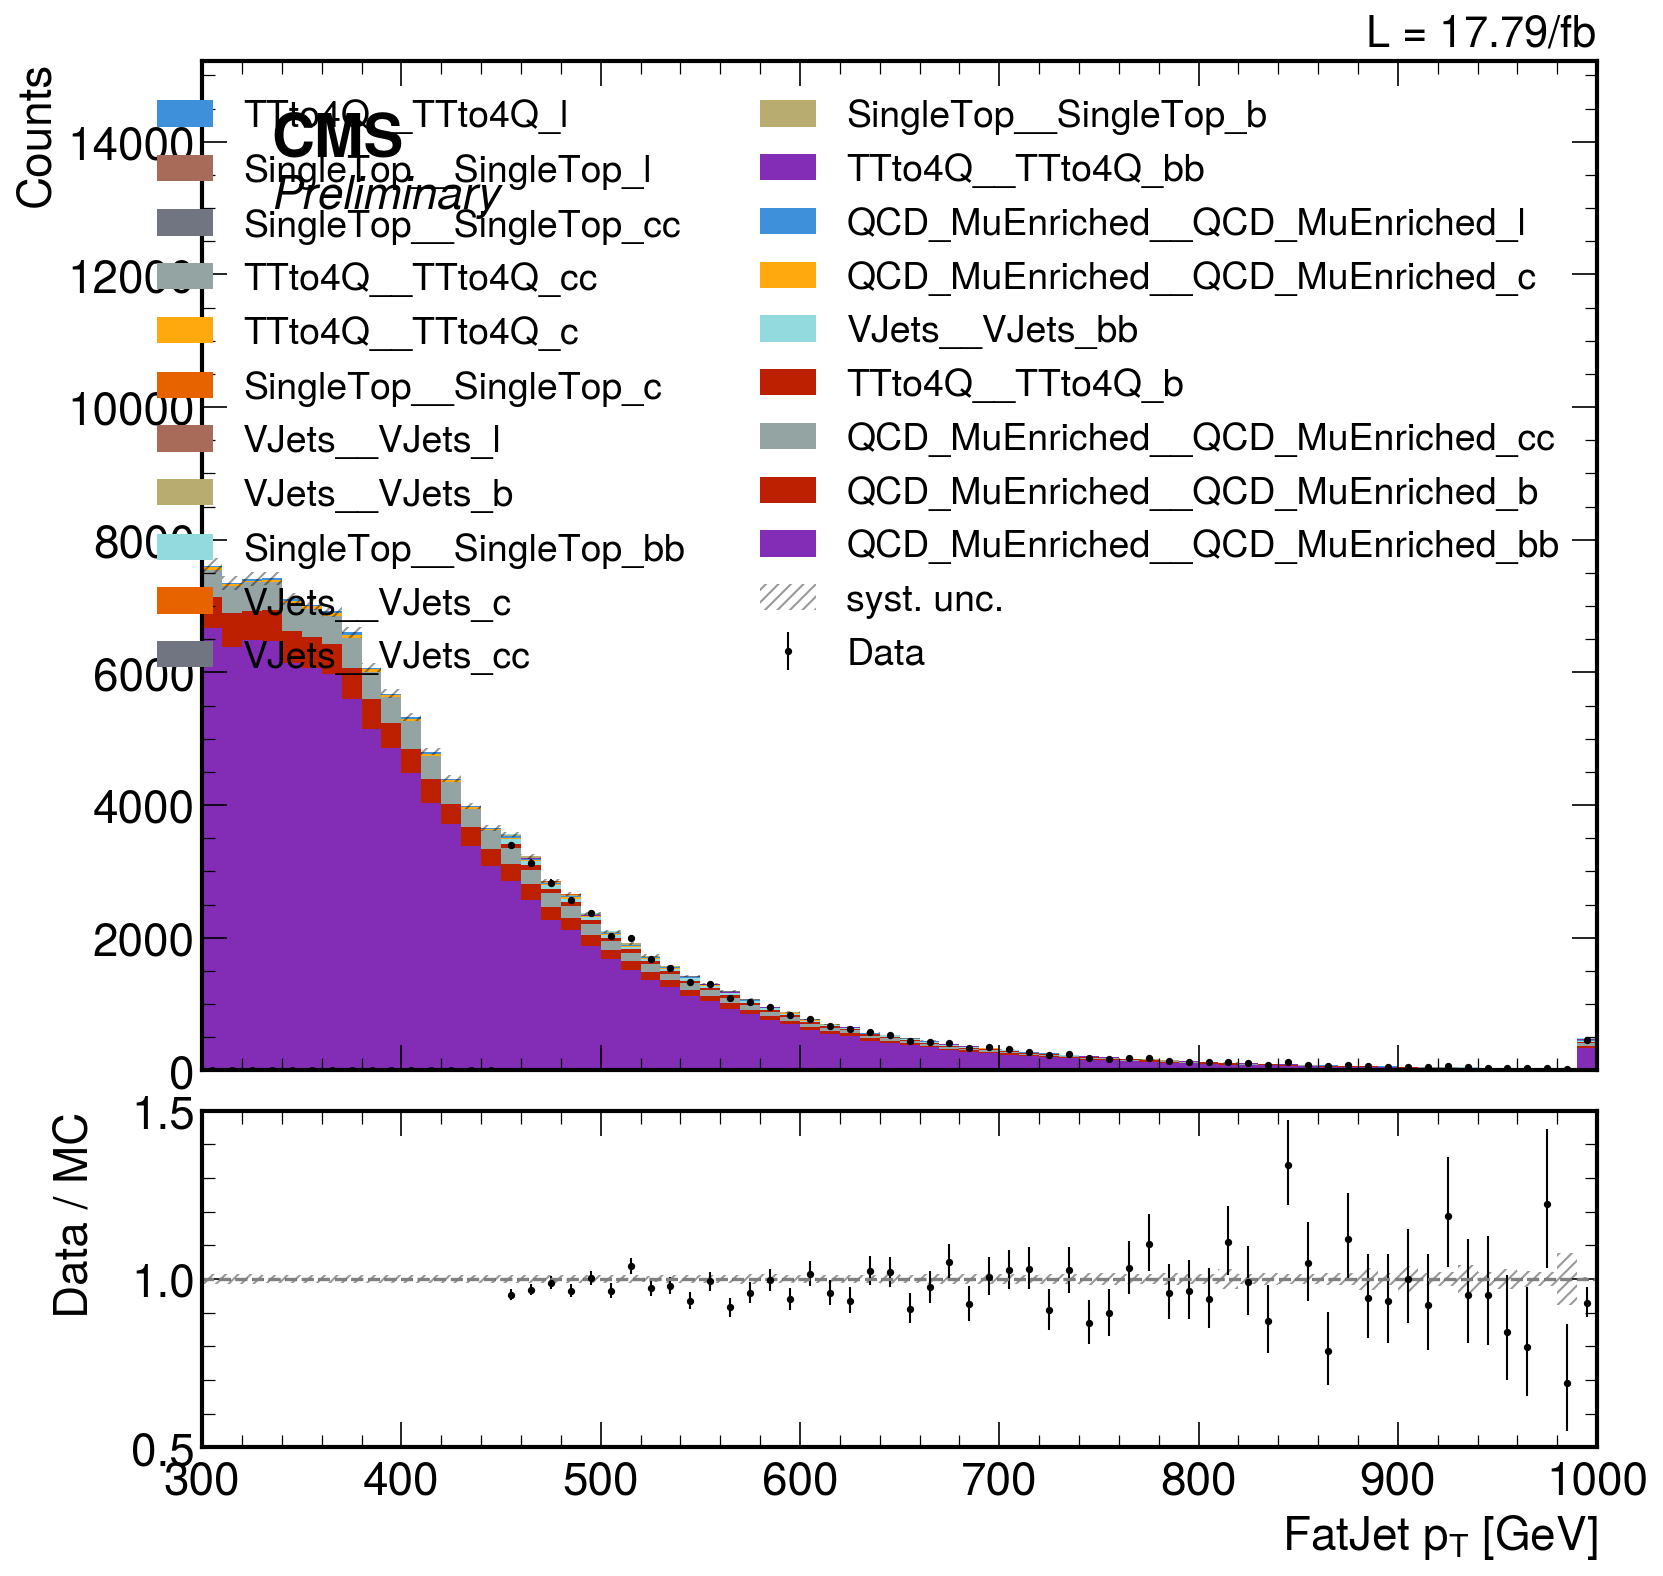 L = 17.79/fb
Counts
CMS
Preliminary
TTto4Q__TTto4Q_l
SingleTop__SingleTop_l
SingleTop__SingleTop_cc
TTto4Q__TTto4Q_cc
TTto4Q__TTto4Q_c
SingleTop__SingleTop_c
VJets__VJets_l
VJets__VJets_b
SingleTop__SingleTop_bb
VJets__VJets_c
VJets__VJets_cc
SingleTop__SingleTop_b
TTto4Q__TTto4Q_bb
QCD_MuEnriched__QCD_MuEnriched_l
QCD_MuEnriched__QCD_MuEnriched_c
VJets__VJets_bb
TTto4Q__TTto4Q_b
QCD_MuEnriched__QCD_MuEnriched_cc
QCD_MuEnriched__QCD_MuEnriched_b
QCD_MuEnriched__QCD_MuEnriched_bb
syst. unc.
Data
14000
12000
10000
8000
6000
4000
2000
0
Data / MC
1.5
1.0
0.5
300 400 500 600 700 800 900 1000
FatJet p_T [GeV]